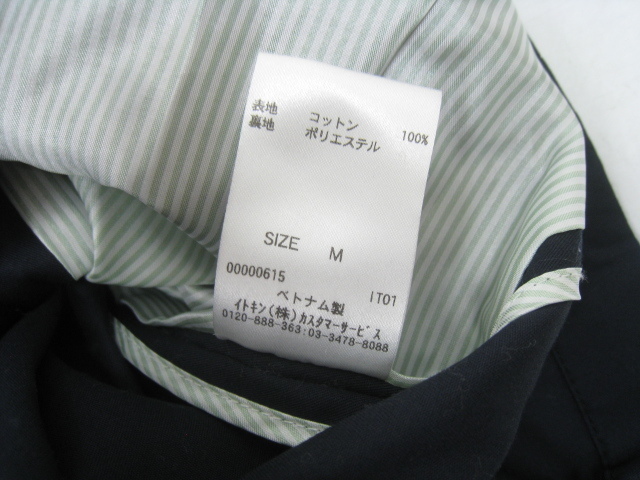 表地 コットン 100%
裏地 ポリエステル
SIZE M
00000615 IT01
ベトナム製
イトキン(株)カスタマーサービス
0120-888-363:03-3478-8088